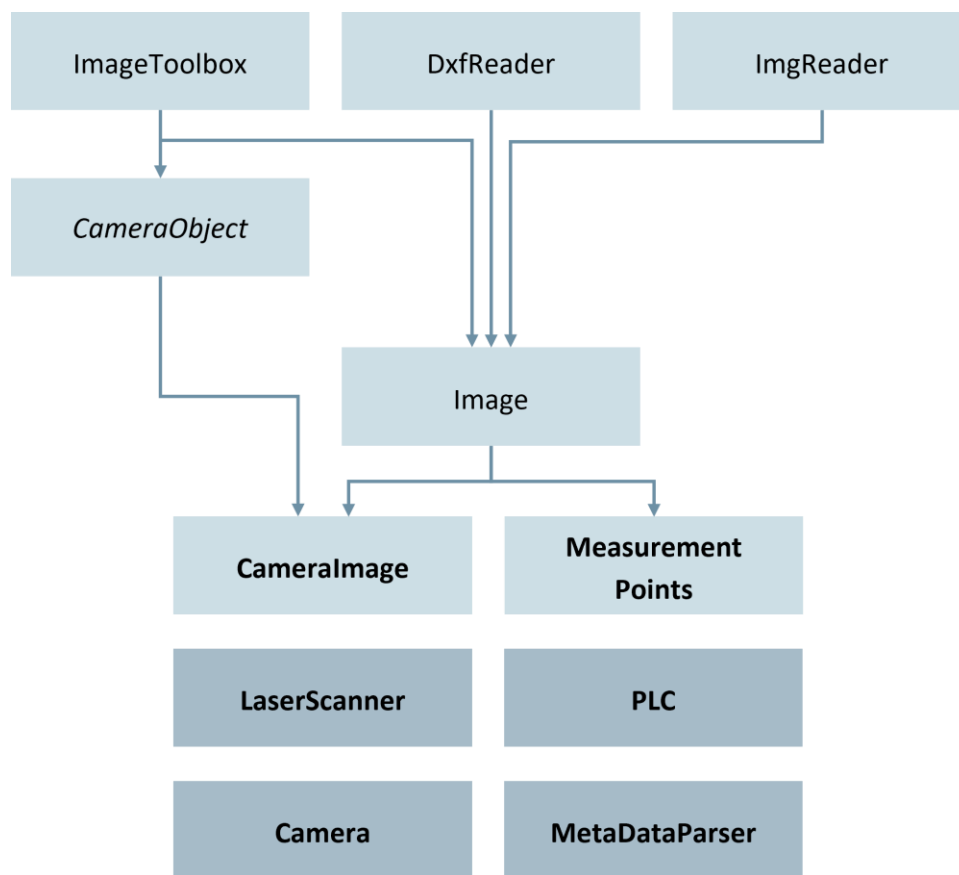 ImageToolbox
DxfReader
ImgReader
CameraObject
Image
CameraImage
Measurement
Points
LaserScanner
PLC
Camera
MetaDataParser